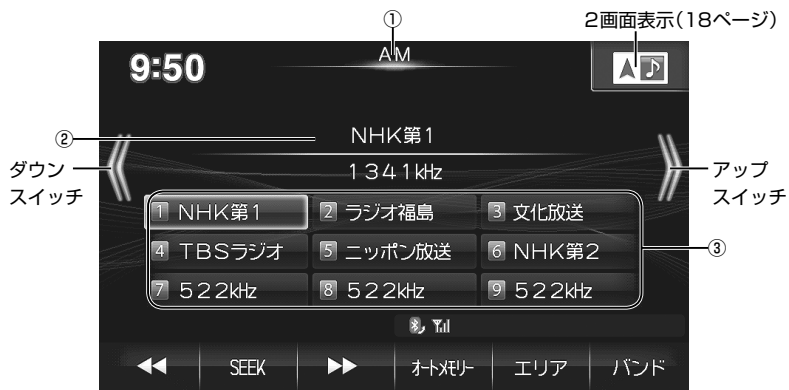 ① 2画面表示(18ページ)
9:50 AM
② NHK第1
ダウン
スイッチ
1341kHz
アップ
スイッチ
1 NHK第1 2 ラジオ福島 3 文化放送
4 TBSラジオ 5 ニッポン放送 6 NHK第2 ③
7 522kHz 8 522kHz 9 522kHz
SEEK オートメモリー エリア バンド